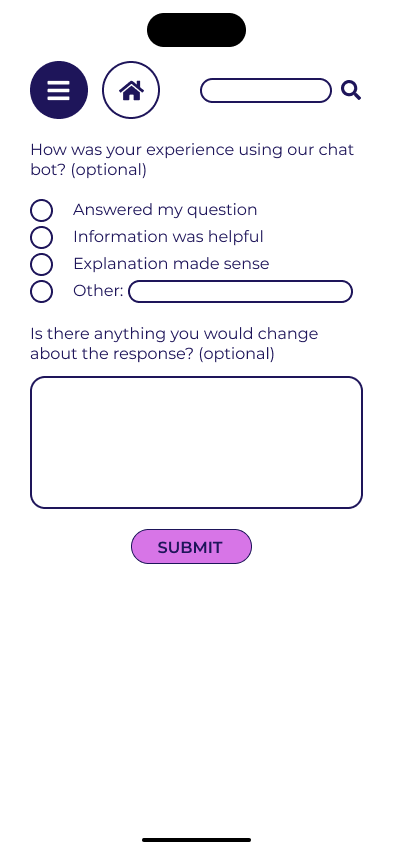 How was your experience using our chat
bot? (optional)
Answered my question
Information was helpful
Explanation made sense
Other:
Is there anything you would change
about the response? (optional)
SUBMIT